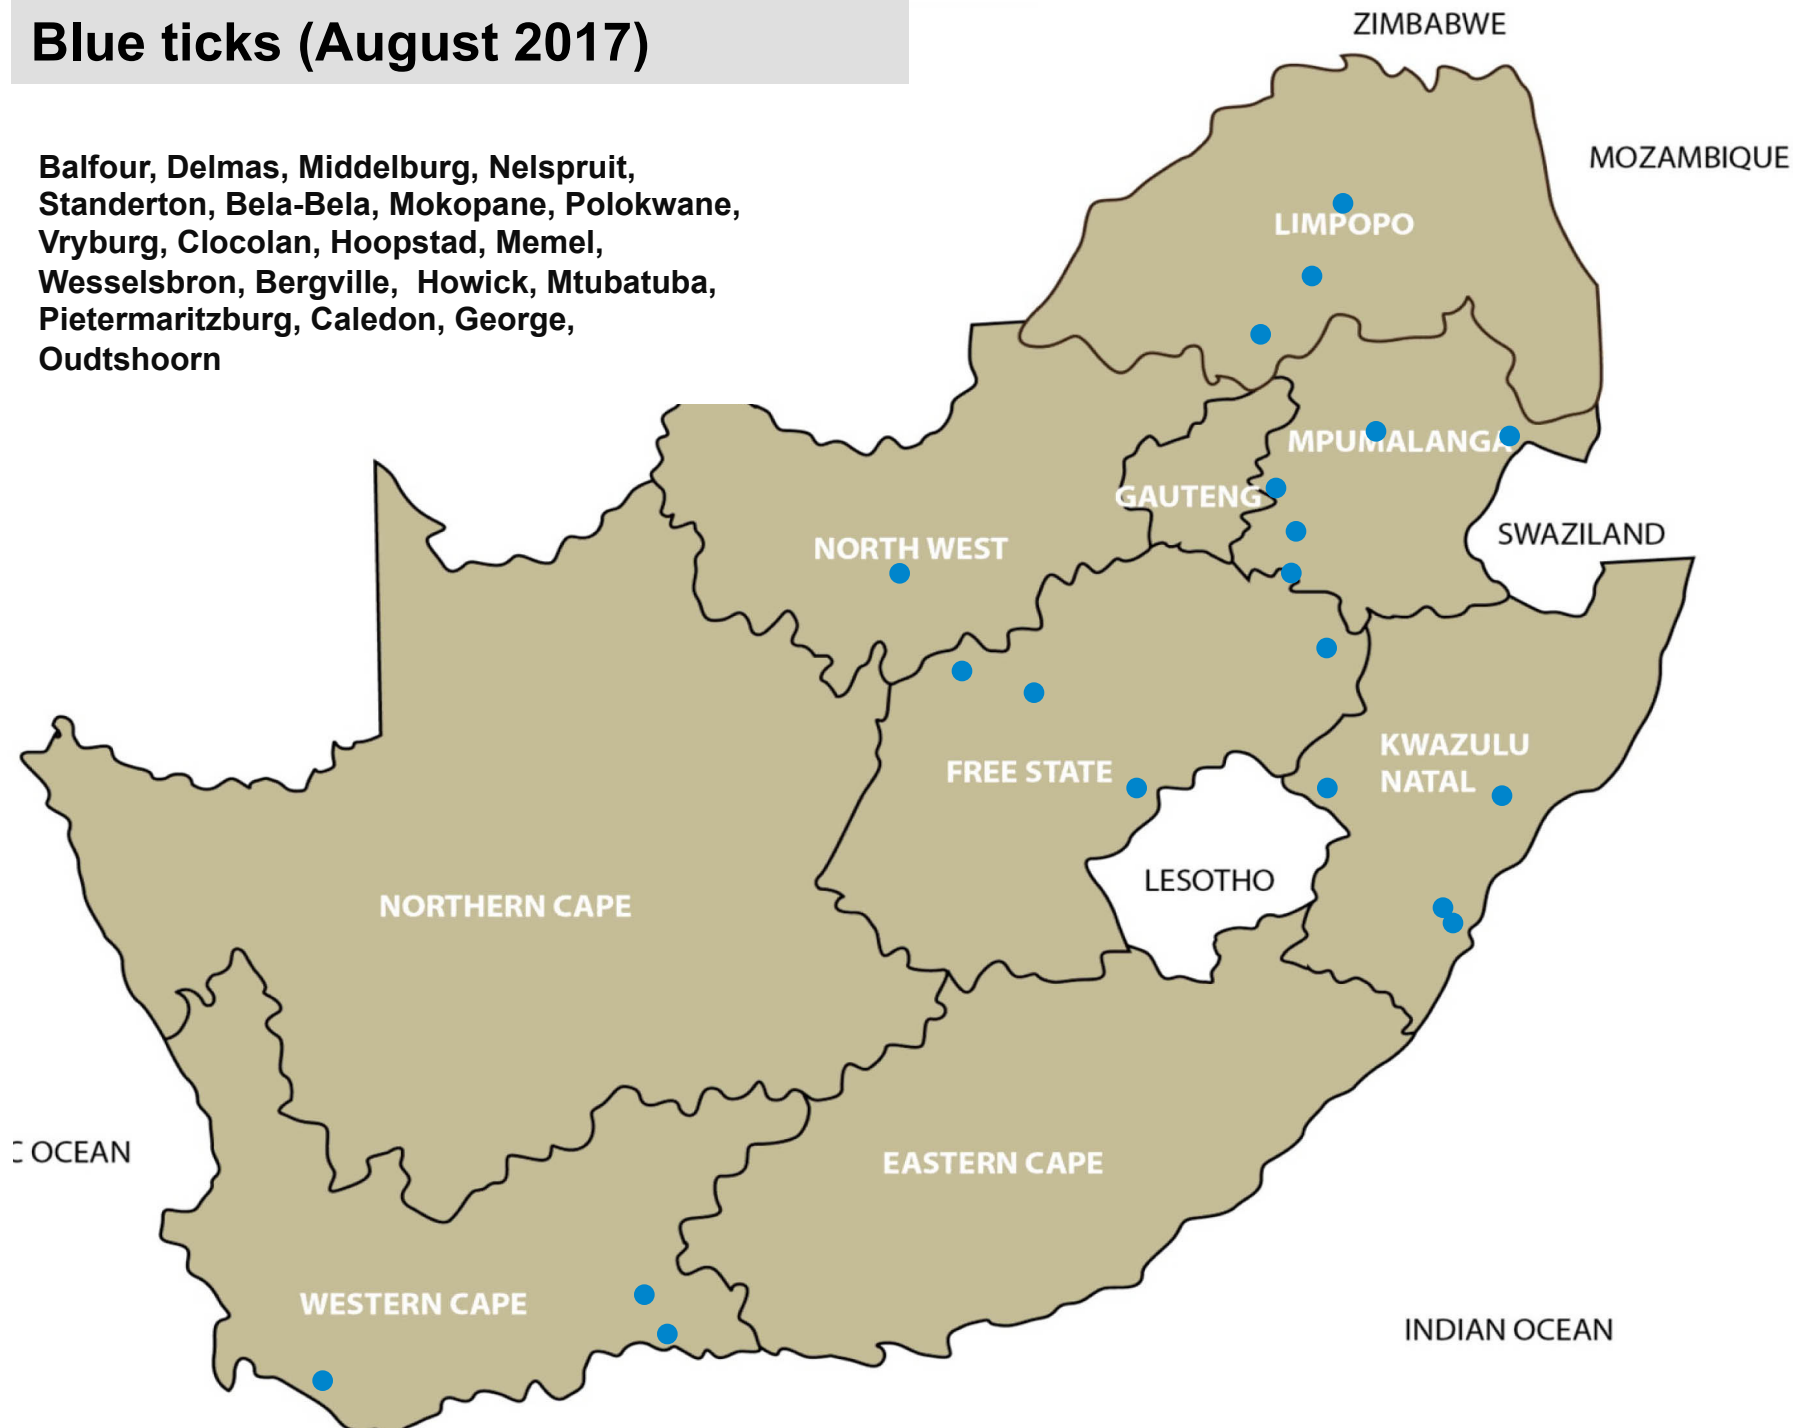 Blue ticks (August 2017)
Balfour, Delmas, Middelburg, Nelspruit,
Standerton, Bela-Bela, Mokopane, Polokwane,
Vryburg, Clocolan, Hoopstad, Memel,
Wesselsbron, Bergville, Howick, Mtubatuba,
Pietermaritzburg, Caledon, George,
Oudtshoorn
ZIMBABWE
MOZAMBIQUE
LIMPOPO
MPUMALANGA
GAUTENG
SWAZILAND
NORTH WEST
KWAZULU
NATAL
FREE STATE
LESOTHO
NORTHERN CAPE
C OCEAN
EASTERN CAPE
WESTERN CAPE
INDIAN OCEAN